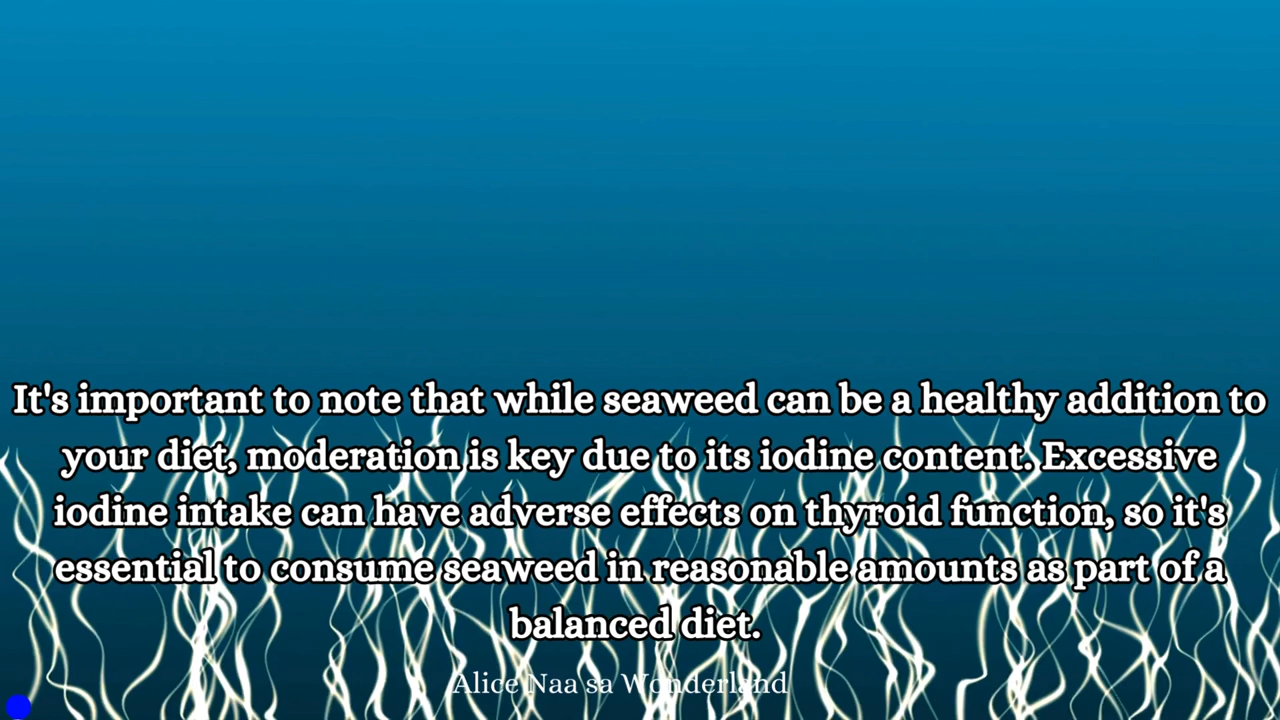 It's important to note that while seaweed can be a healthy addition to
your diet, moderation is key due to its iodine content. Excessive
iodine intake can have adverse effects on thyroid function, so it's
essential to consume seaweed in reasonable amounts as part of a
balanced diet.
Alice Naa sa Wonderland